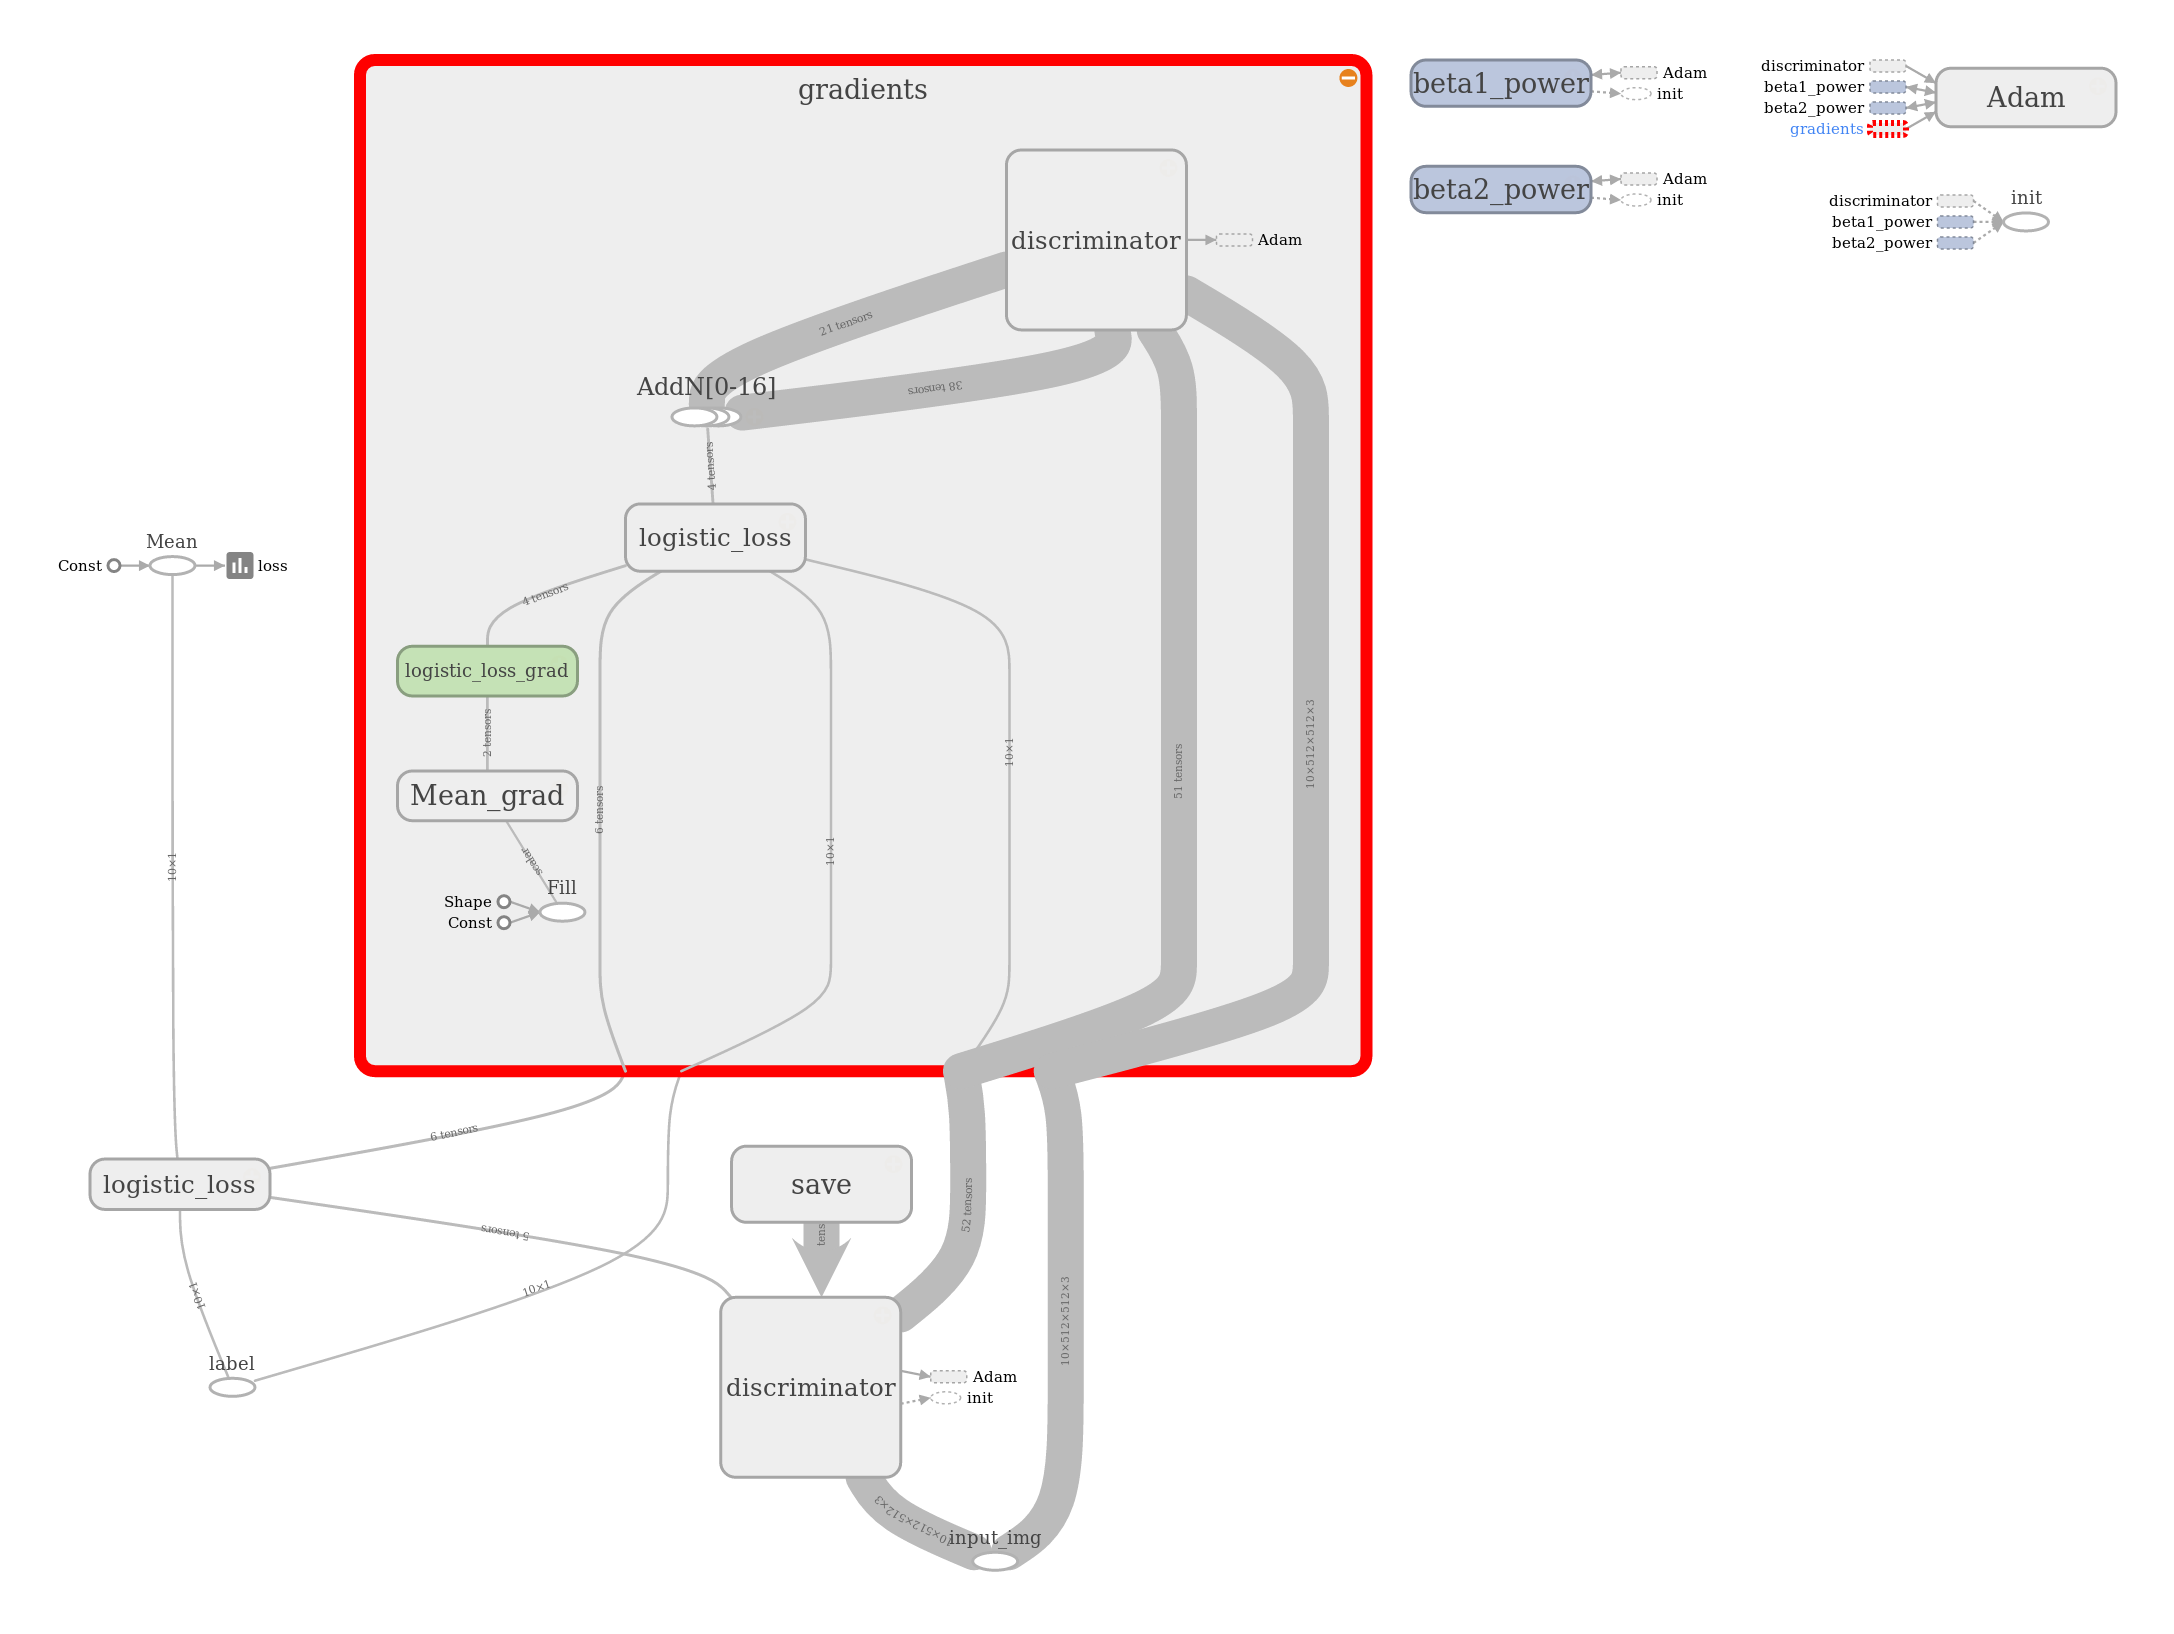 gradients
discriminator
Adam
21 tensors
38 tensors
AddN[0-16]
4 tensors
logistic_loss
4 tensors
logistic_loss_grad
2 tensors
Mean_grad
scalar
Fill
Shape
Const
6 tensors
10×1
10×1
51 tensors
10×512×512×3
beta1_power
Adam
init
beta2_power
Adam
init
discriminator
beta1_power
beta2_power
gradients
Adam
init
discriminator
beta1_power
beta2_power
Mean
Const
loss
10×1
logistic_loss
6 tensors
5 tensors
10×1
10×1
label
save
tens
52 tensors
10×512×512×3
discriminator
Adam
init
10×512×512×3
input_img